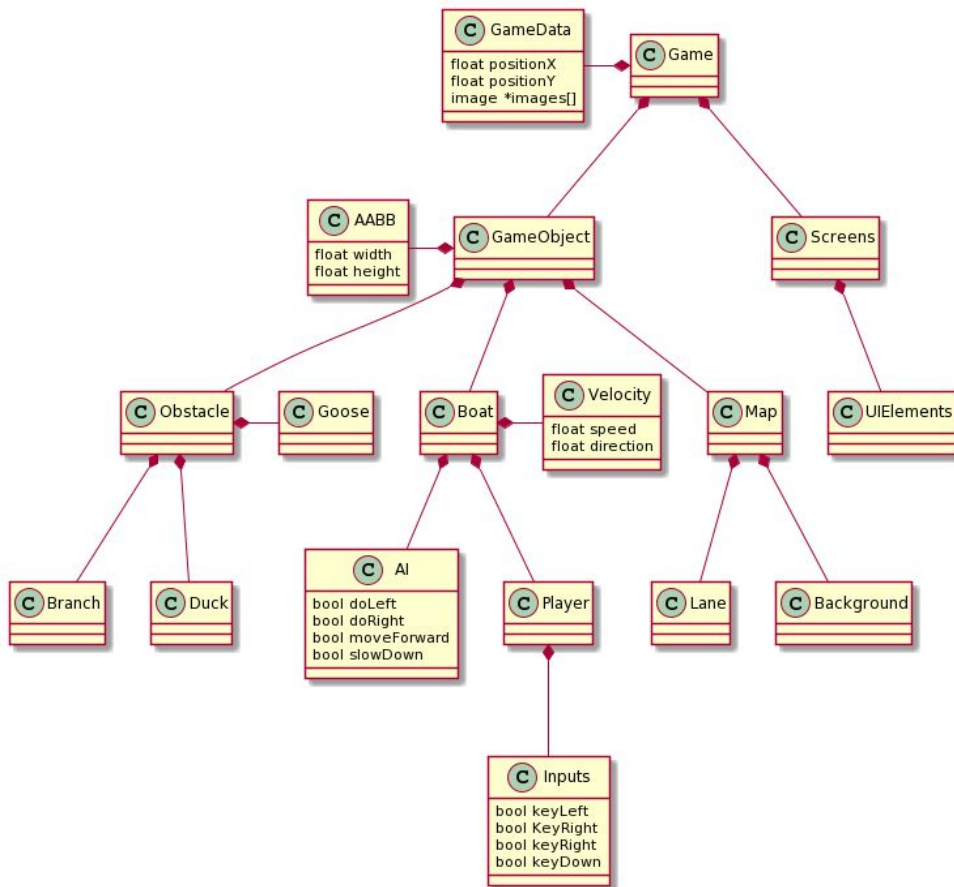 C GameData
float positionX
float positionY
image *images[]
C Game
C AABB
float width
float height
C GameObject
C Screens
C Obstacle
C Goose
C Boat
C Velocity
float speed
float direction
C Map
C UIElements
C Branch
C Duck
C AI
bool doLeft
bool doRight
bool moveForward
bool slowDown
C Player
C Lane
C Background
C Inputs
bool keyLeft
bool KeyRight
bool keyRight
bool keyDown